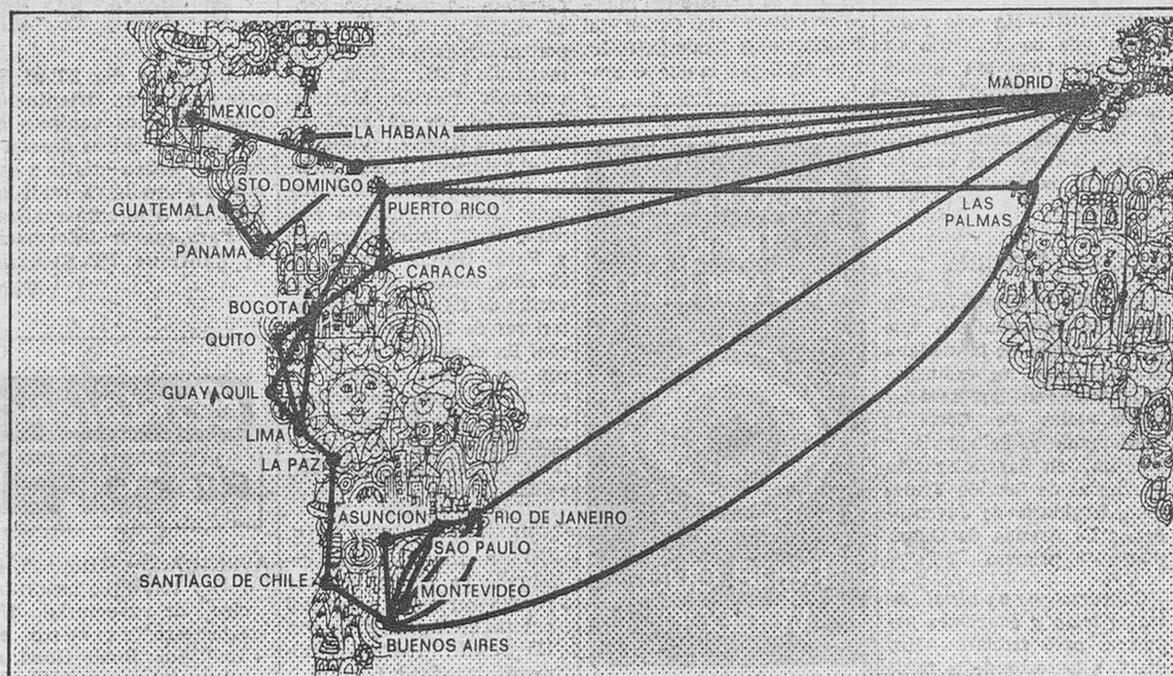 MADRID
MEXICO
LA HABANA
STO. DOMINGO
GUATEMALA
PUERTO RICO
LAS
PALMAS
PANAMA
CARACAS
BOGOTA
QUITO
GUAYAQUIL
LIMA
LA PAZ
ASUNCION
RIO DE JANEIRO
SAO PAULO
SANTIAGO DE CHILE
MONTEVIDEO
BUENOS AIRES